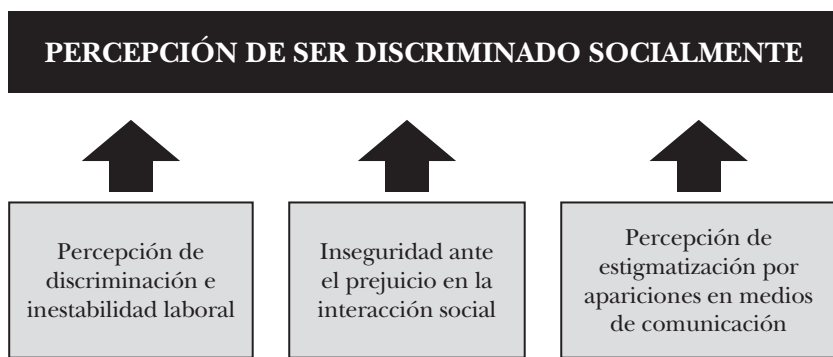 PERCEPCIÓN DE SER DISCRIMINADO SOCIALMENTE
Percepción de
discriminación e
inestabilidad laboral
Inseguridad ante
el prejuicio en la
interacción social
Percepción de
estigmatización por
apariciones en medios
de comunicación